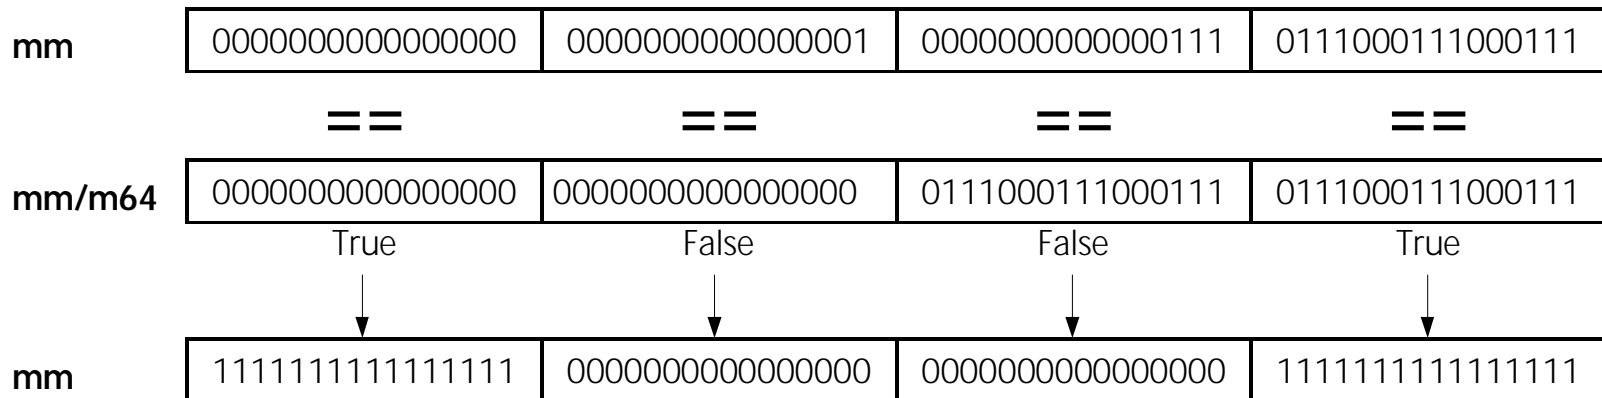 mm 0000000000000000 0000000000000001 0000000000000111 0111000111000111
== == == ==
mm/m64 0000000000000000 0000000000000000 0111000111000111 0111000111000111
True False False True
mm 1111111111111111 0000000000000000 0000000000000000 1111111111111111